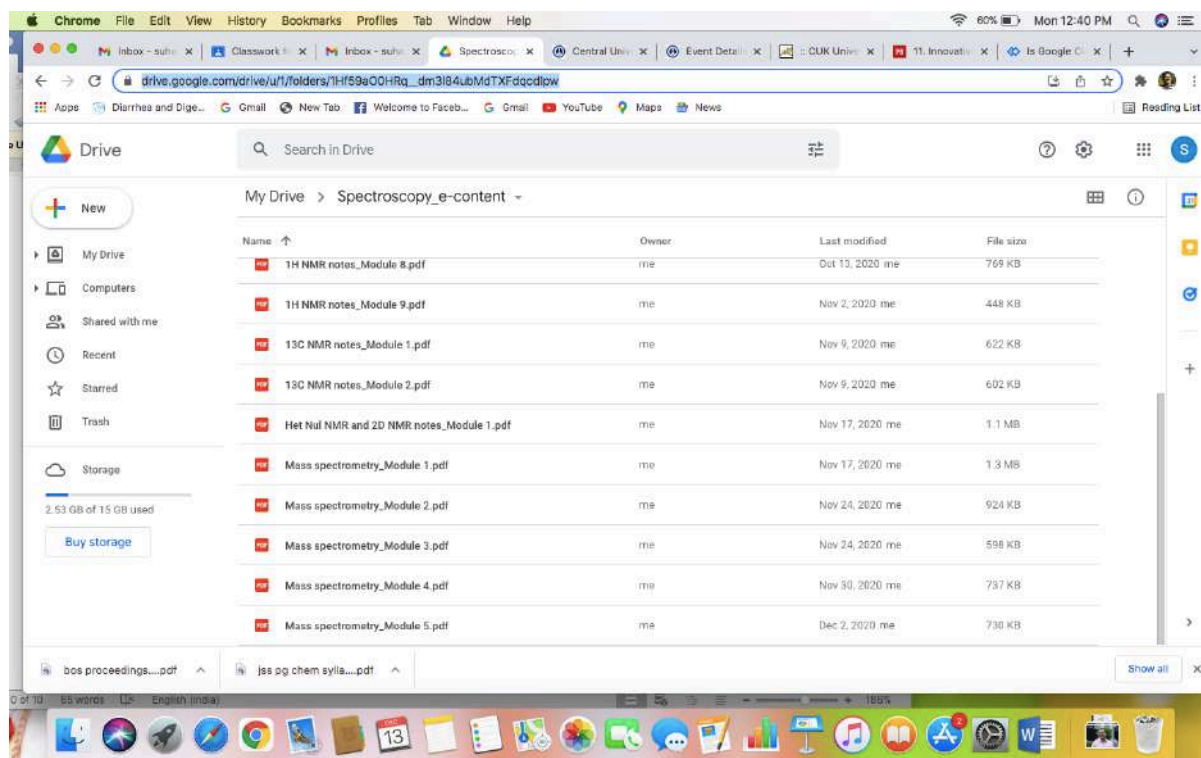 Chrome File Edit View History Bookmarks Profiles Tab Window Help 60% Mon 12:40 PM
Inbox - suh Classwork Inbox - suh Spectrosco Central Univ Event Detai :: CUK Unive 11. Innovativ Is Google C
drive.google.com/drive/u/1/folders/
Apps Diarrhea and Dige... Gmail New Tab Welcome to Faceb... Gmail YouTube Maps News Reading List
Drive Search in Drive S
New My Drive > Spectroscopy_e-content
Name Owner Last modified File size
My Drive
Computers
Shared with me
Recent
Starred
Trash
Storage
2.53 GB of 15 GB used
Buy storage
1H NMR notes_Module 8.pdf me Oct 13, 2020 me 769 KB
1H NMR notes_Module 9.pdf me Nov 2, 2020 me 448 KB
13C NMR notes_Module 1.pdf me Nov 9, 2020 me 622 KB
13C NMR notes_Module 2.pdf me Nov 9, 2020 me 602 KB
Het Nul NMR and 2D NMR notes_Module 1.pdf me Nov 17, 2020 me 1.1 MB
Mass spectrometry_Module 1.pdf me Nov 17, 2020 me 1.3 MB
Mass spectrometry_Module 2.pdf me Nov 24, 2020 me 924 KB
Mass spectrometry_Module 3.pdf me Nov 24, 2020 me 598 KB
Mass spectrometry_Module 4.pdf me Nov 30, 2020 me 737 KB
Mass spectrometry_Module 5.pdf me Dec 2, 2020 me 730 KB
bos proceedings....pdf jss pg chem sylla....pdf Show all
of 10 65 words English (India) 186%
13 2